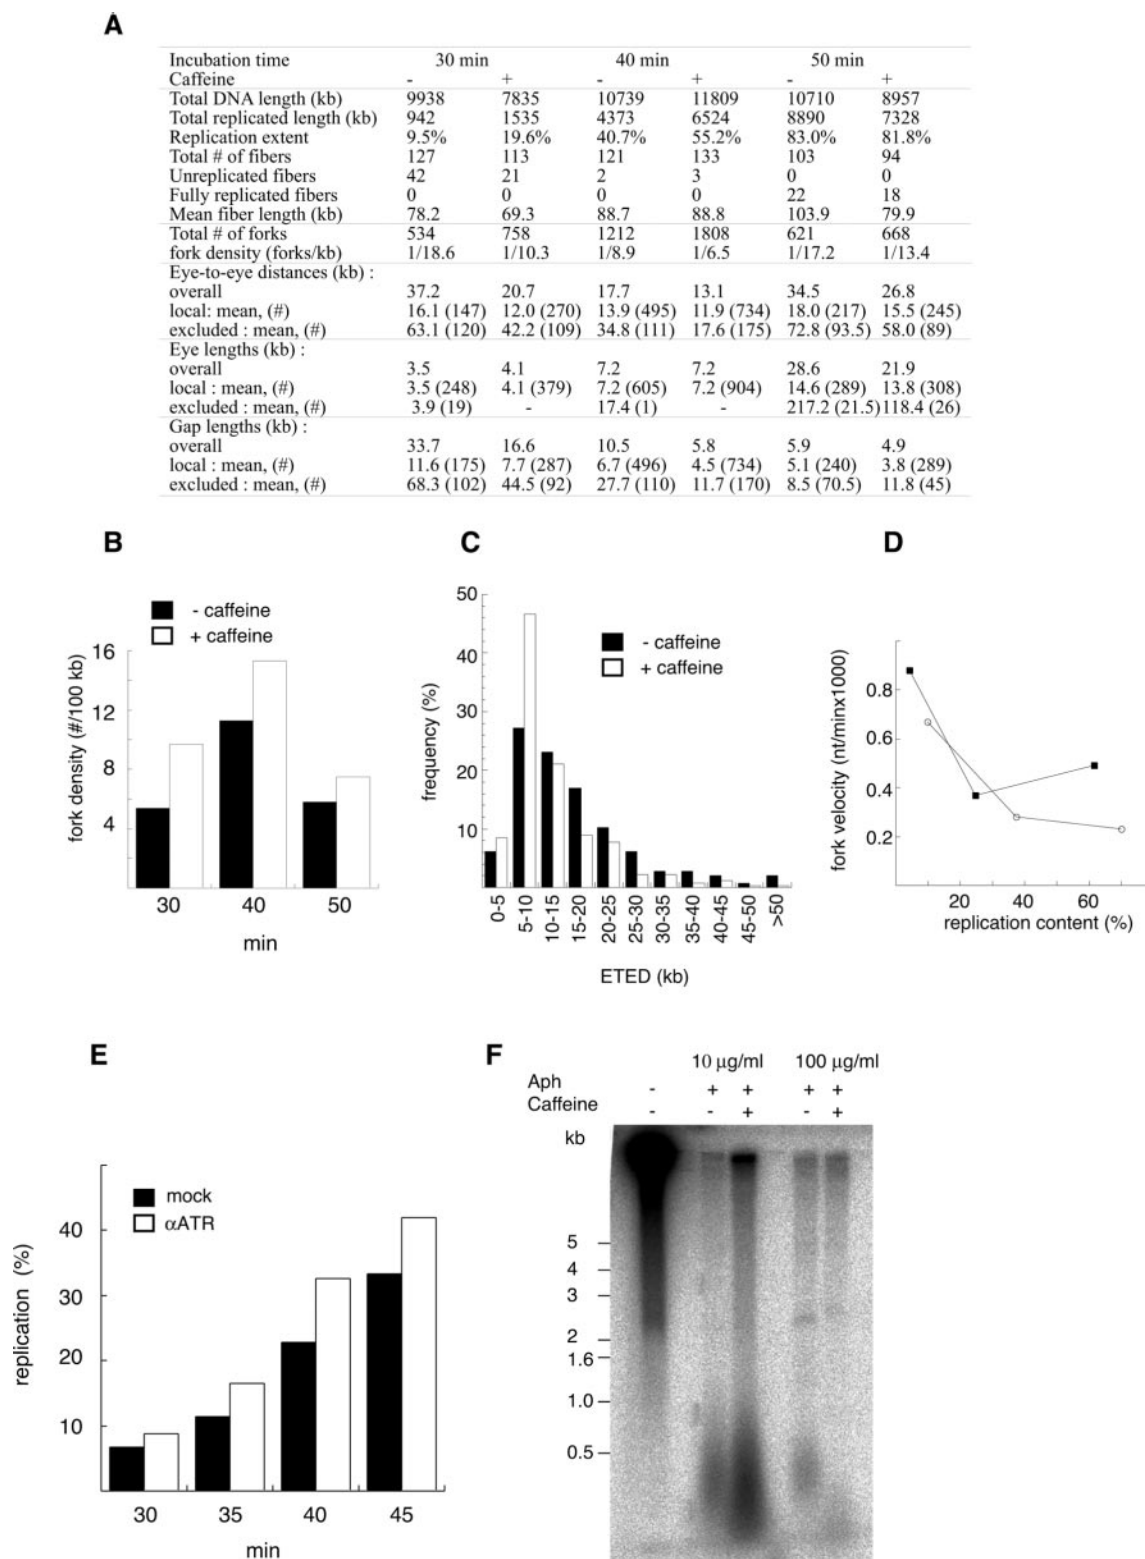 A
Incubation time 30 min 40 min 50 min
Caffeine - + - + - +
Total DNA length (kb) 9938 7835 10739 11809 10710 8957
Total replicated length (kb) 942 1535 4373 6524 8890 7328
Replication extent 9.5% 19.6% 40.7% 55.2% 83.0% 81.8%
Total # of fibers 127 113 121 133 103 94
Unreplicated fibers 42 21 2 3 0 0
Fully replicated fibers 0 0 0 0 22 18
Mean fiber length (kb) 78.2 69.3 88.7 88.8 103.9 79.9
Total # of forks 534 758 1212 1808 621 668
fork density (forks/kb) 1/18.6 1/10.3 1/8.9 1/6.5 1/17.2 1/13.4
Eye-to-eye distances (kb) :
overall 37.2 20.7 17.7 13.1 34.5 26.8
local: mean, (#) 16.1 (147) 12.0 (270) 13.9 (495) 11.9 (734) 18.0 (217) 15.5 (245)
excluded : mean, (#) 63.1 (120) 42.2 (109) 34.8 (111) 17.6 (175) 72.8 (93.5) 58.0 (89)
Eye lengths (kb) :
overall 3.5 4.1 7.2 7.2 28.6 21.9
local : mean, (#) 3.5 (248) 4.1 (379) 7.2 (605) 7.2 (904) 14.6 (289) 13.8 (308)
excluded : mean, (#) 3.9 (19) - 17.4 (1) - 217.2 (21.5) 118.4 (26)
Gap lengths (kb) :
overall 33.7 16.6 10.5 5.8 5.9 4.9
local : mean, (#) 11.6 (175) 7.7 (287) 6.7 (496) 4.5 (734) 5.1 (240) 3.8 (289)
excluded : mean, (#) 68.3 (102) 44.5 (92) 27.7 (110) 11.7 (170) 8.5 (70.5) 11.8 (45)
B
- caffeine
+ caffeine
fork density (#/100 kb)
16
12
8
4
30 40 50
min
C
- caffeine
+ caffeine
frequency (%)
50
40
30
20
10
0-5 5-10 10-15 15-20 20-25 25-30 30-35 35-40 40-45 45-50 >50
ETED (kb)
D
fork velocity (nt/minx1000)
0.8
0.6
0.4
0.2
20 40 60
replication content (%)
E
mock
αATR
replication (%)
40
30
20
10
30 35 40 45
min
F
10 μg/ml 100 μg/ml
Aph - + + + +
Caffeine - - + - +
kb
5
4
3
2
1.6
1.0
0.5